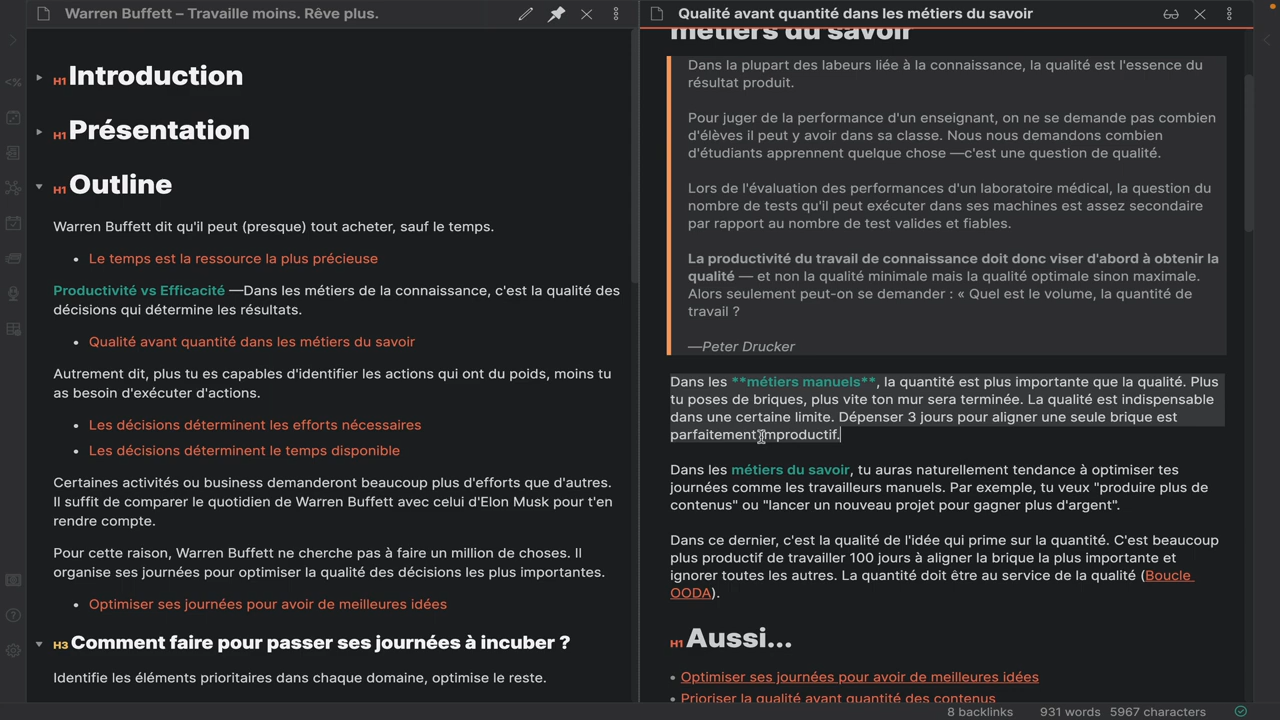 Warren Buffett – Travaille moins. Rêve plus.
H1 Introduction
H1 Présentation
H1 Outline
Warren Buffett dit qu'il peut (presque) tout acheter, sauf le temps.
• Le temps est la ressource la plus précieuse
Productivité vs Efficacité —Dans les métiers de la connaissance, c'est la qualité des
décisions qui détermine les résultats.
• Qualité avant quantité dans les métiers du savoir
Autrement dit, plus tu es capables d'identifier les actions qui ont du poids, moins tu
as besoin d'exécuter d'actions.
• Les décisions déterminent les efforts nécessaires
• Les décisions déterminent le temps disponible
Certaines activités ou business demanderont beaucoup plus d'efforts que d'autres.
Il suffit de comparer le quotidien de Warren Buffett avec celui d'Elon Musk pour t'en
rendre compte.
Pour cette raison, Warren Buffett ne cherche pas à faire un million de choses. Il
organise ses journées pour optimiser la qualité des décisions les plus importantes.
• Optimiser ses journées pour avoir de meilleures idées
H3 Comment faire pour passer ses journées à incuber ?
Identifie les éléments prioritaires dans chaque domaine, optimise le reste.
Qualité avant quantité dans les métiers du savoir
métiers du savoir
Dans la plupart des labeurs liée à la connaissance, la qualité est l'essence du
résultat produit.
Pour juger de la performance d'un enseignant, on ne se demande pas combien
d'élèves il peut y avoir dans sa classe. Nous nous demandons combien
d'étudiants apprennent quelque chose —c'est une question de qualité.
Lors de l'évaluation des performances d'un laboratoire médical, la question du
nombre de tests qu'il peut exécuter dans ses machines est assez secondaire
par rapport au nombre de test valides et fiables.
La productivité du travail de connaissance doit donc viser d'abord à obtenir la
qualité — et non la qualité minimale mais la qualité optimale sinon maximale.
Alors seulement peut-on se demander : « Quel est le volume, la quantité de
travail ?
—Peter Drucker
Dans les **métiers manuels**, la quantité est plus importante que la qualité. Plus
tu poses de briques, plus vite ton mur sera terminée. La qualité est indispensable
dans une certaine limite. Dépenser 3 jours pour aligner une seule brique est
parfaitement improductif.
Dans les métiers du savoir, tu auras naturellement tendance à optimiser tes
journées comme les travailleurs manuels. Par exemple, tu veux "produire plus de
contenus" ou "lancer un nouveau projet pour gagner plus d'argent".
Dans ce dernier, c'est la qualité de l'idée qui prime sur la quantité. C'est beaucoup
plus productif de travailler 100 jours à aligner la brique la plus importante et
ignorer toutes les autres. La quantité doit être au service de la qualité (Boucle
OODA).
H1 Aussi...
• Optimiser ses journées pour avoir de meilleures idées
• Prioriser la qualité avant quantité des contenus
8 backlinks 931 words 5967 characters